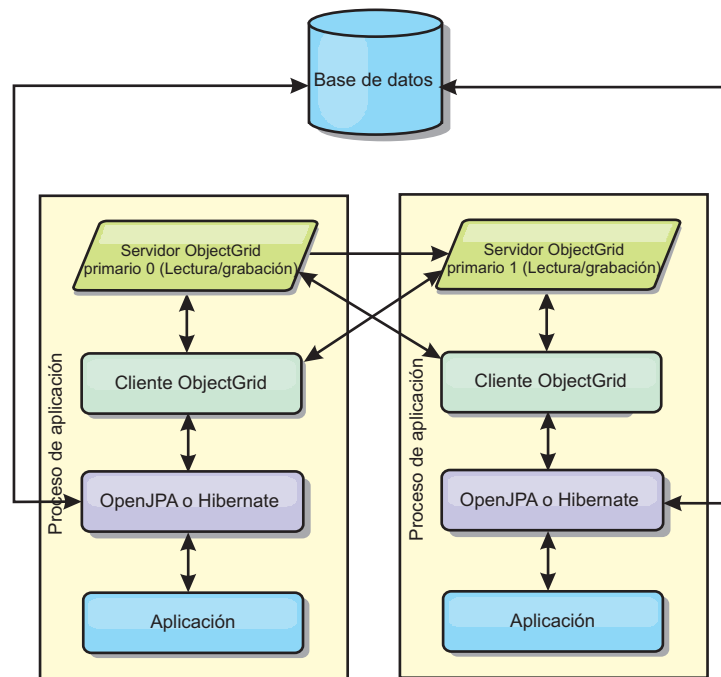 Base de datos
Servidor ObjectGrid
primario 0 (Lectura/grabación)
Cliente ObjectGrid
OpenJPA o Hibernate
Aplicación
Proceso de aplicación
Servidor ObjectGrid
primario 1 (Lectura/grabación)
Cliente ObjectGrid
OpenJPA o Hibernate
Aplicación
Proceso de aplicación